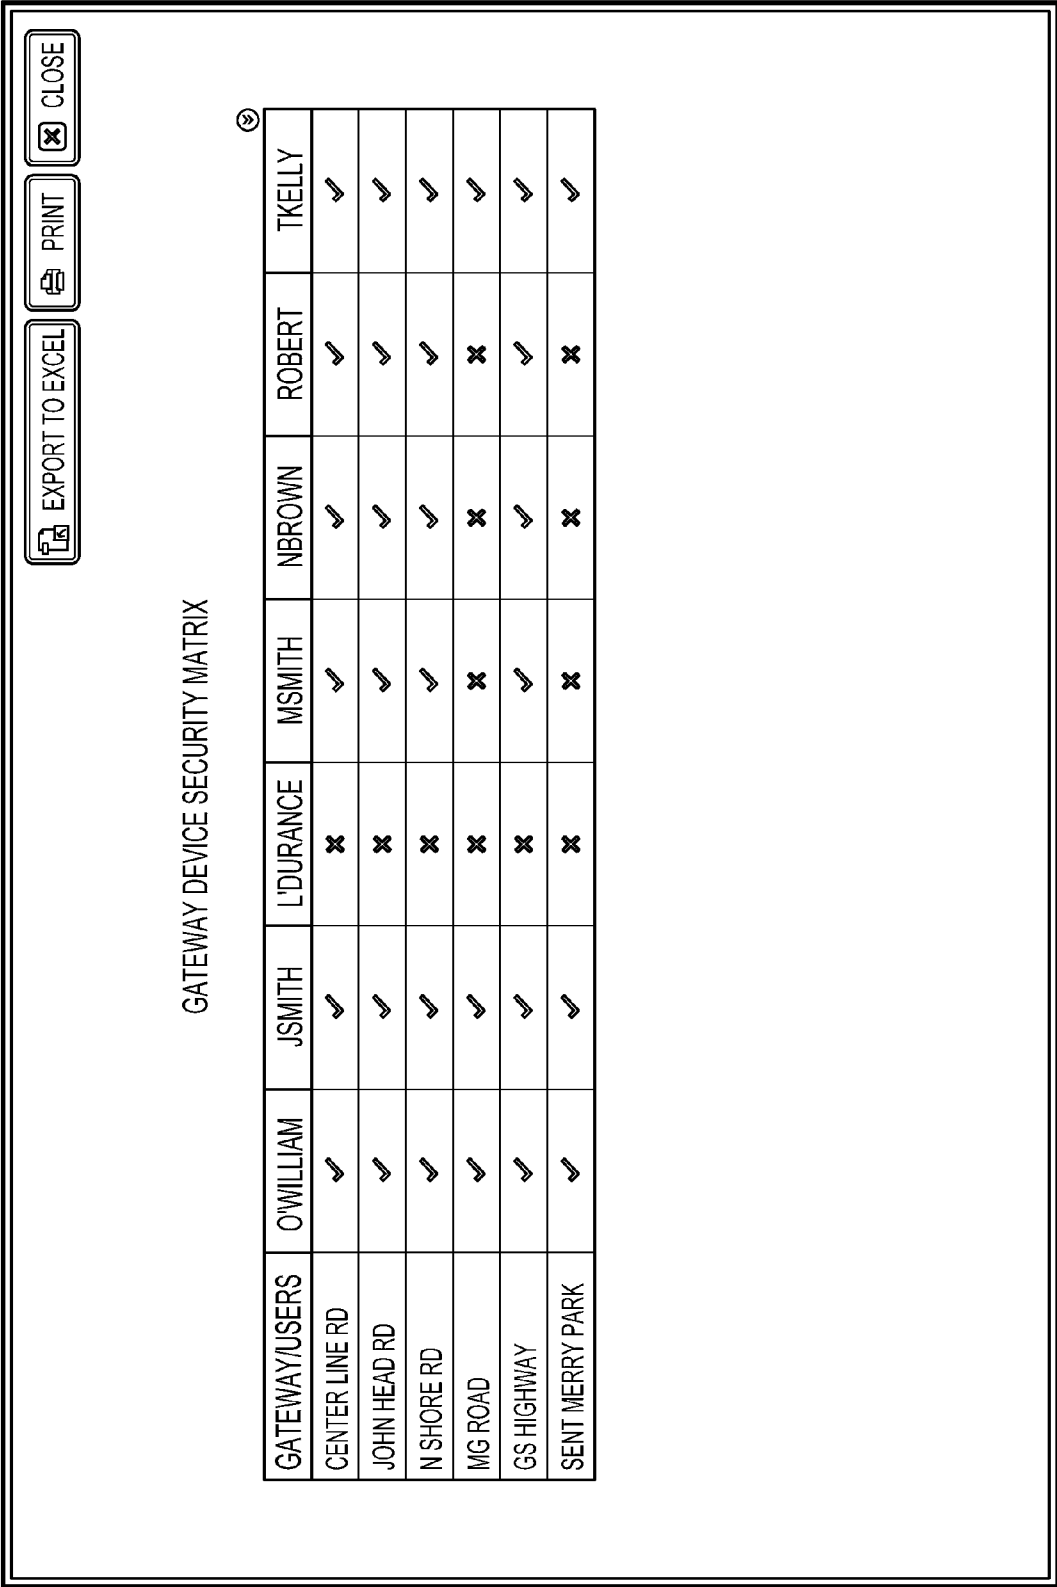 EXPORT TO EXCEL PRINT CLOSE
GATEWAY DEVICE SECURITY MATRIX
GATEWAY/USERS O'WILLIAM JSMITH L'DURANCE MSMITH NBROWN ROBERT TKELLY
CENTER LINE RD
JOHN HEAD RD
N SHORE RD
MG ROAD
GS HIGHWAY
SENT MERRY PARK